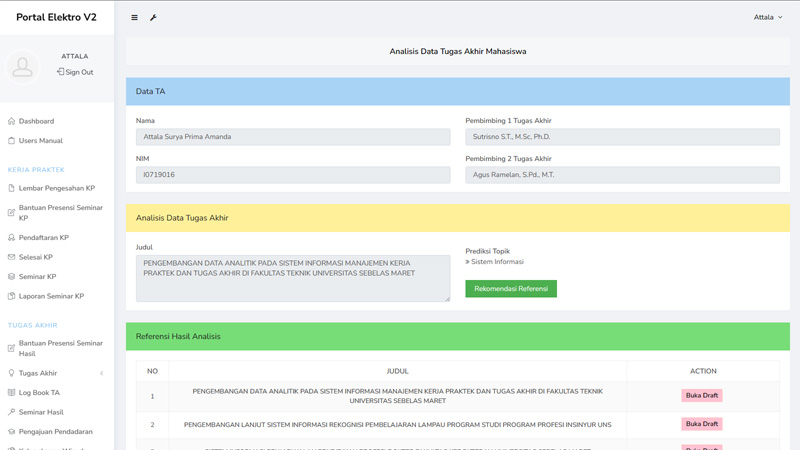 Portal Elektro V2
Attala
ATTALA
Sign Out
Dashboard
Users Manual
KERJA PRAKTEK
Lembar Pengesahan KP
Bantuan Presensi Seminar
KP
Pendaftaran KP
Selesai KP
Seminar KP
Laporan Seminar KP
TUGAS AKHIR
Bantuan Presensi Seminar
Hasil
Tugas Akhir
Log Book TA
Seminar Hasil
Pengajuan Pendadaran
Analisis Data Tugas Akhir Mahasiswa
Data TA
Nama
Attala Surya Prima Amanda
Pembimbing 1 Tugas Akhir
Sutrisno S.T., M.Sc, Ph.D.
NIM
I0719016
Pembimbing 2 Tugas Akhir
Agus Ramelan, S.Pd., M.T.
Analisis Data Tugas Akhir
Judul
PENGEMBANGAN DATA ANALITIK PADA SISTEM INFORMASI MANAJEMEN KERJA
PRAKTEK DAN TUGAS AKHIR DI FAKULTAS TEKNIK UNIVERSITAS SEBELAS MARET
Prediksi Topik
» Sistem Informasi
Rekomendasi Referensi
Referensi Hasil Analisis
NO JUDUL ACTION
1 PENGEMBANGAN DATA ANALITIK PADA SISTEM INFORMASI MANAJEMEN KERJA PRAKTEK DAN TUGAS AKHIR DI FAKULTAS TEKNIK
UNIVERSITAS SEBELAS MARET
Buka Draft
2 PENGEMBANGAN LANJUT SISTEM INFORMASI REKOGNISI PEMBELAJARAN LAMPAU PROGRAM STUDI PROGRAM PROFESI INSINYUR UNS
Buka Draft